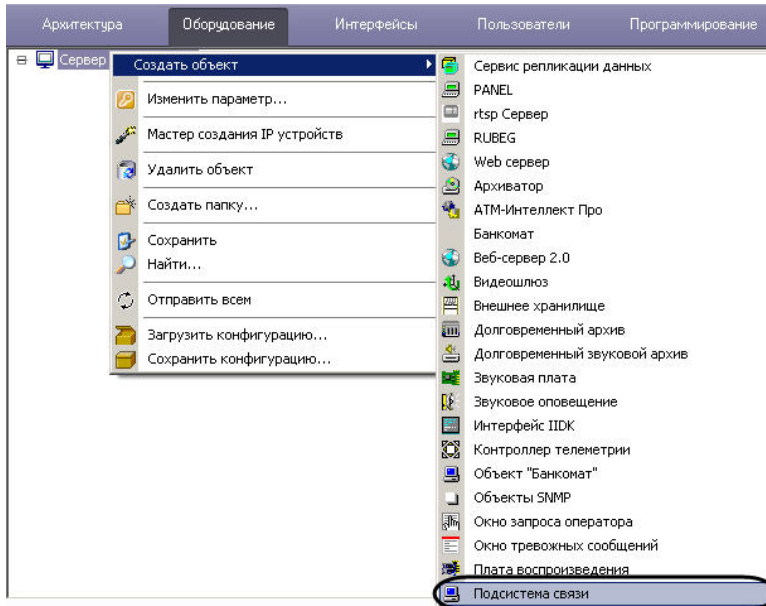 Архитектура Оборудование Интерфейсы Пользователи Программирование
Сервер
Создать объект
Изменить параметр...
Мастер создания IP устройств
Удалить объект
Создать папку...
Сохранить
Найти...
Отправить всем
Загрузить конфигурацию...
Сохранить конфигурацию...
Сервис репликации данных
PANEL
rtsp Сервер
RUBEG
Web сервер
Архиватор
АТМ-Интеллект Про
Банкомат
Веб-сервер 2.0
Видеошлюз
Внешнее хранилище
Долговременный архив
Долговременный звуковой архив
Звуковая плата
Звуковое оповещение
Интерфейс IIDK
Контроллер телеметрии
Объект "Банкомат"
Объекты SNMP
Окно запроса оператора
Окно тревожных сообщений
Плата воспроизведения
Подсистема связи